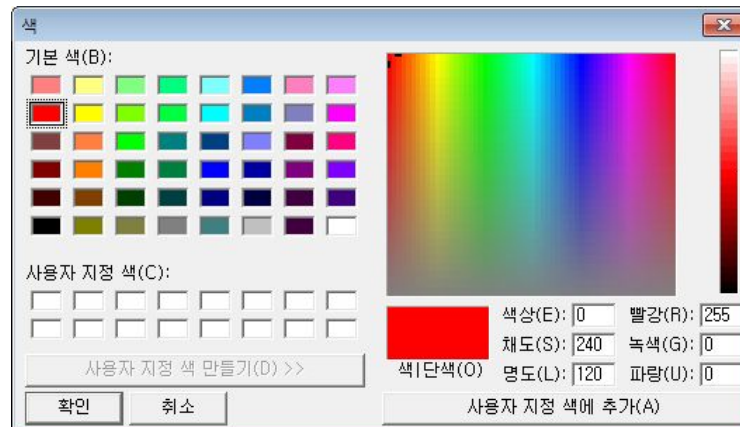 색
기본 색(B):
사용자 지정 색(C):
사용자 지정 색 만들기(D) >>
확인
취소
색|단색(O)
색상(E): 0
채도(S): 240
명도(L): 120
빨강(R): 255
녹색(G): 0
파랑(U): 0
사용자 지정 색에 추가(A)